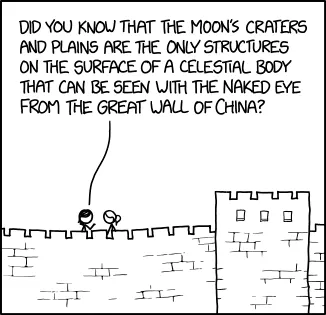 DID YOU KNOW THAT THE MOON'S CRATERS
AND PLAINS ARE THE ONLY STRUCTURES
ON THE SURFACE OF A CELESTIAL BODY
THAT CAN BE SEEN WITH THE NAKED EYE
FROM THE GREAT WALL OF CHINA?